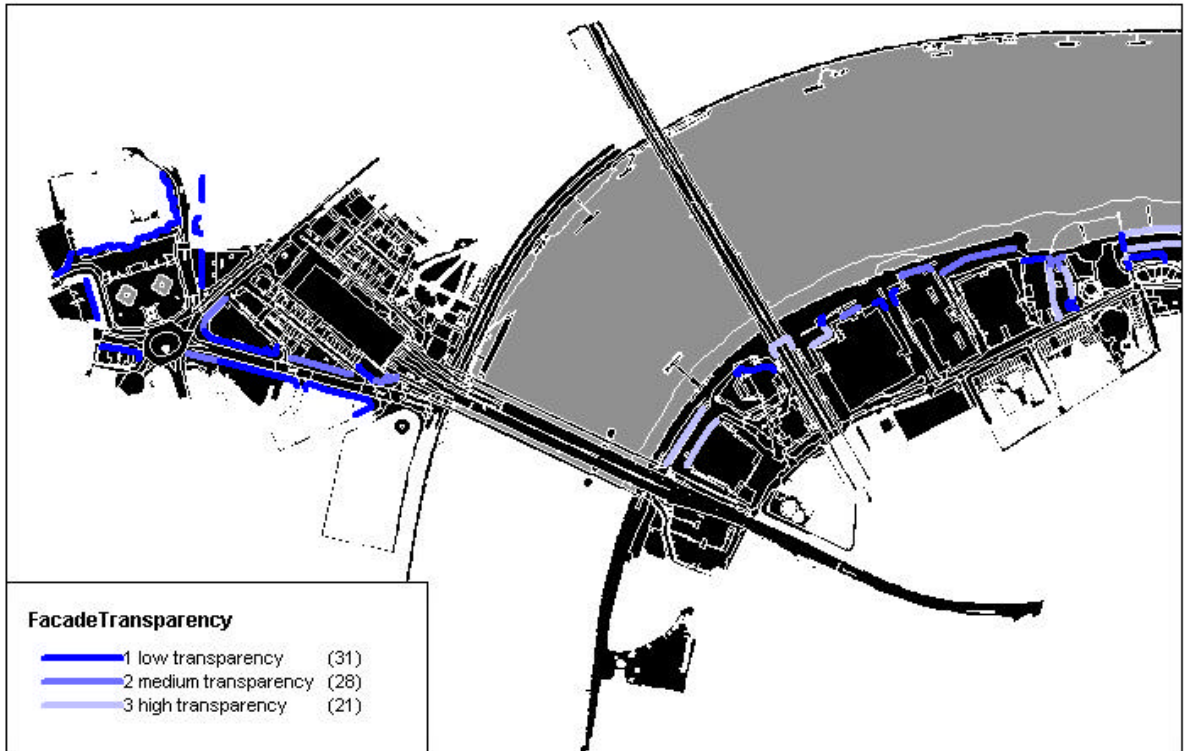 FacadeTransparency
1 low transparency (31)
2 medium transparency (28)
3 high transparency (21)